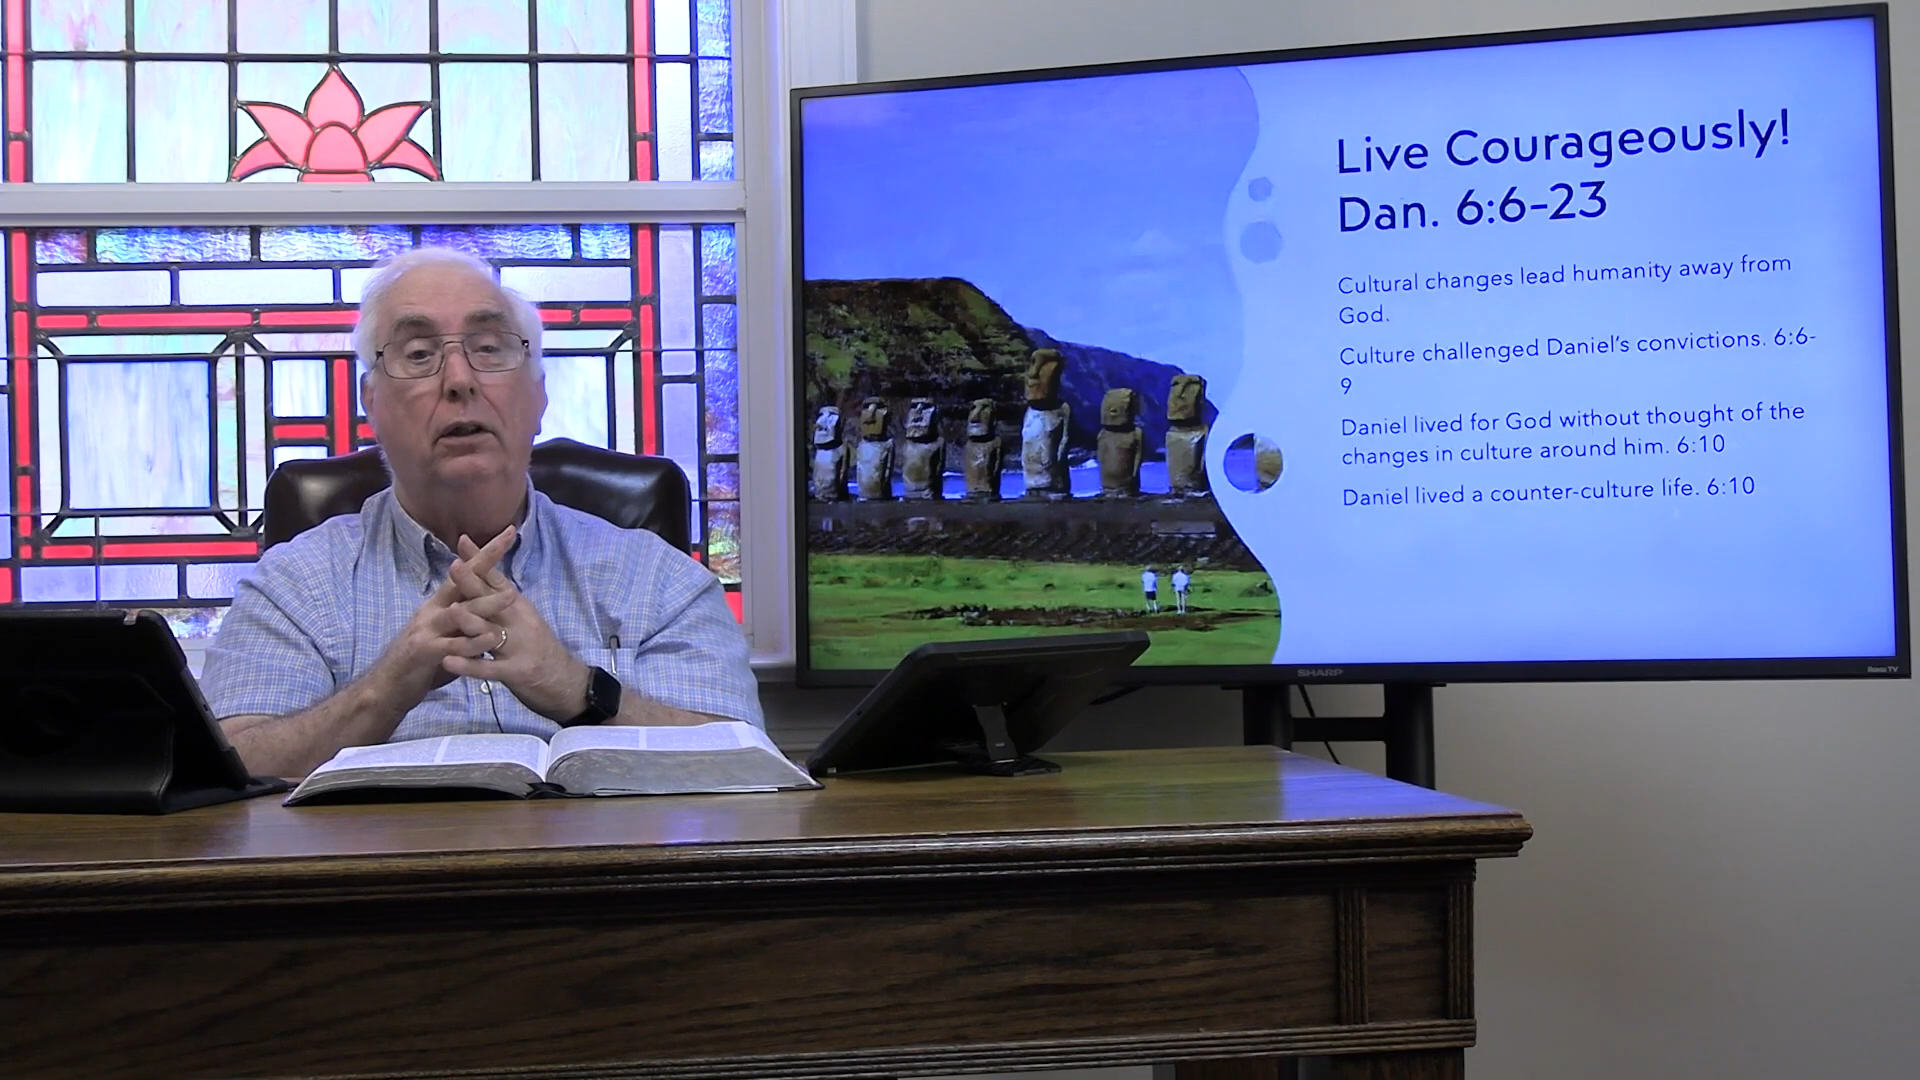 Live Courageously!
Dan. 6:6-23
Cultural changes lead humanity away from
God.
Culture challenged Daniel's convictions. 6:6-
9
Daniel lived for God without thought of the
changes in culture around him. 6:10
Daniel lived a counter-culture life. 6:10
SHARP
Roku TV